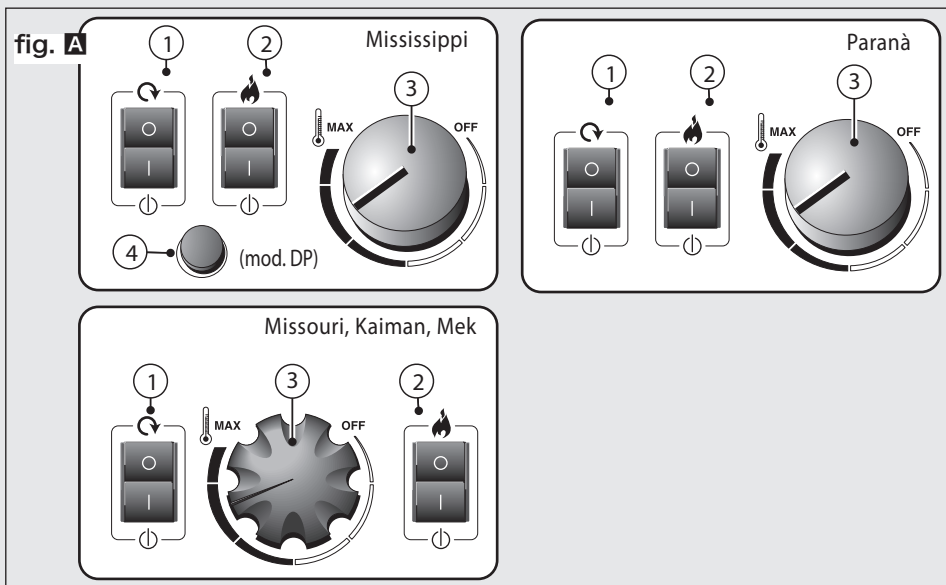 fig. A
Mississippi
1
2
3
MAX
OFF
O
I
O
I
4
(mod. DP)
Paranà
1
2
3
MAX
OFF
O
I
O
I
Missouri, Kaiman, Mek
1
3
2
MAX
OFF
O
I
O
I